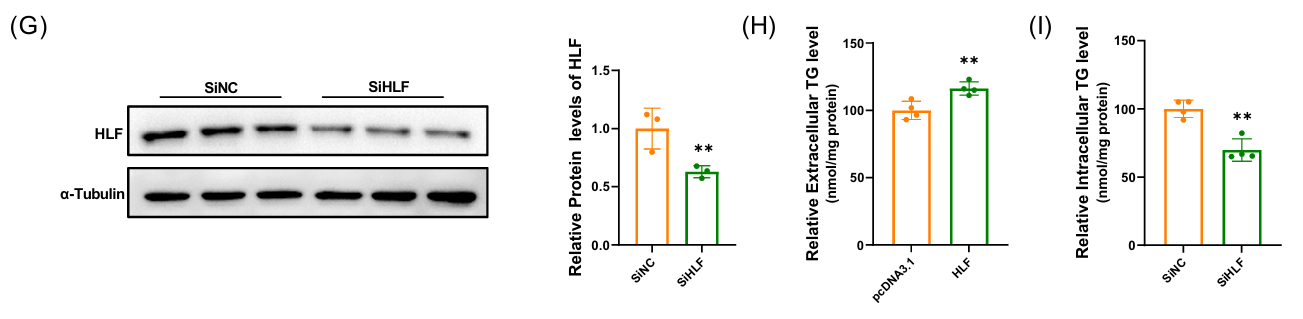 (G)
SiNC SiHLF
HLF
α-Tubulin
Relative Protein levels of HLF
1.5
1.0
0.5
0.0
**
SiNC
SiHLF
(H)
Relative Extracellular TG level
(nmol/mg protein)
150
100
50
0
**
pcDNA3.1
HLF
(I)
Relative Intracellular TG level
(nmol/mg protein)
150
100
50
0
**
SiNC
SiHLF